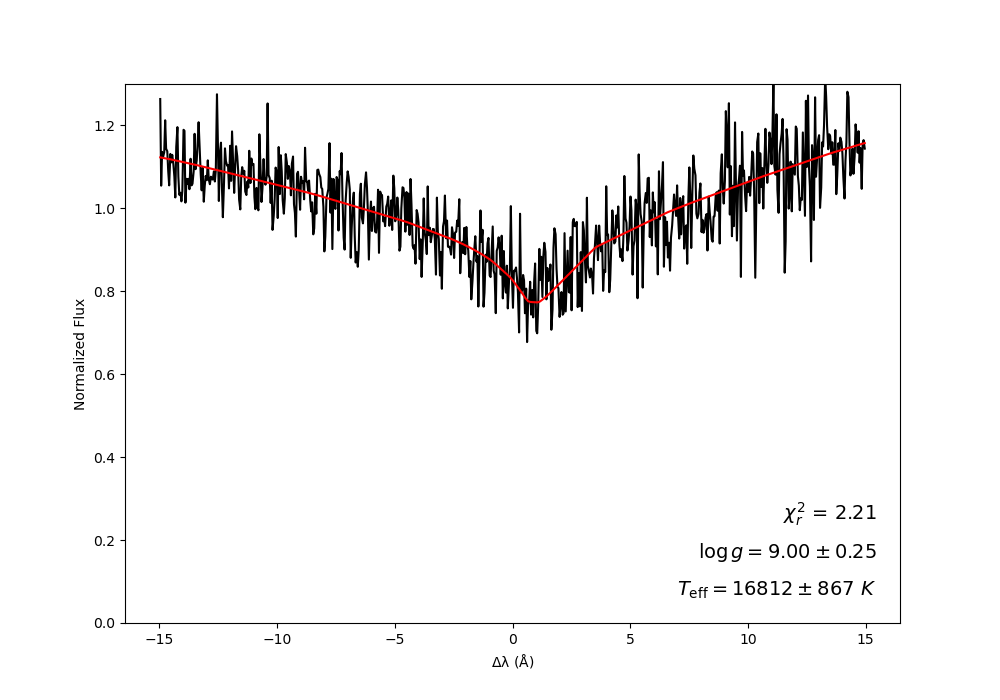 1.2
1.0
0.8
0.6
0.4
0.2
0.0
Normalized Flux
χ²ᵣ = 2.21
log g = 9.00 ± 0.25
T_eff = 16812 ± 867 K
−15
−10
−5
0
5
10
15
Δλ (Å)